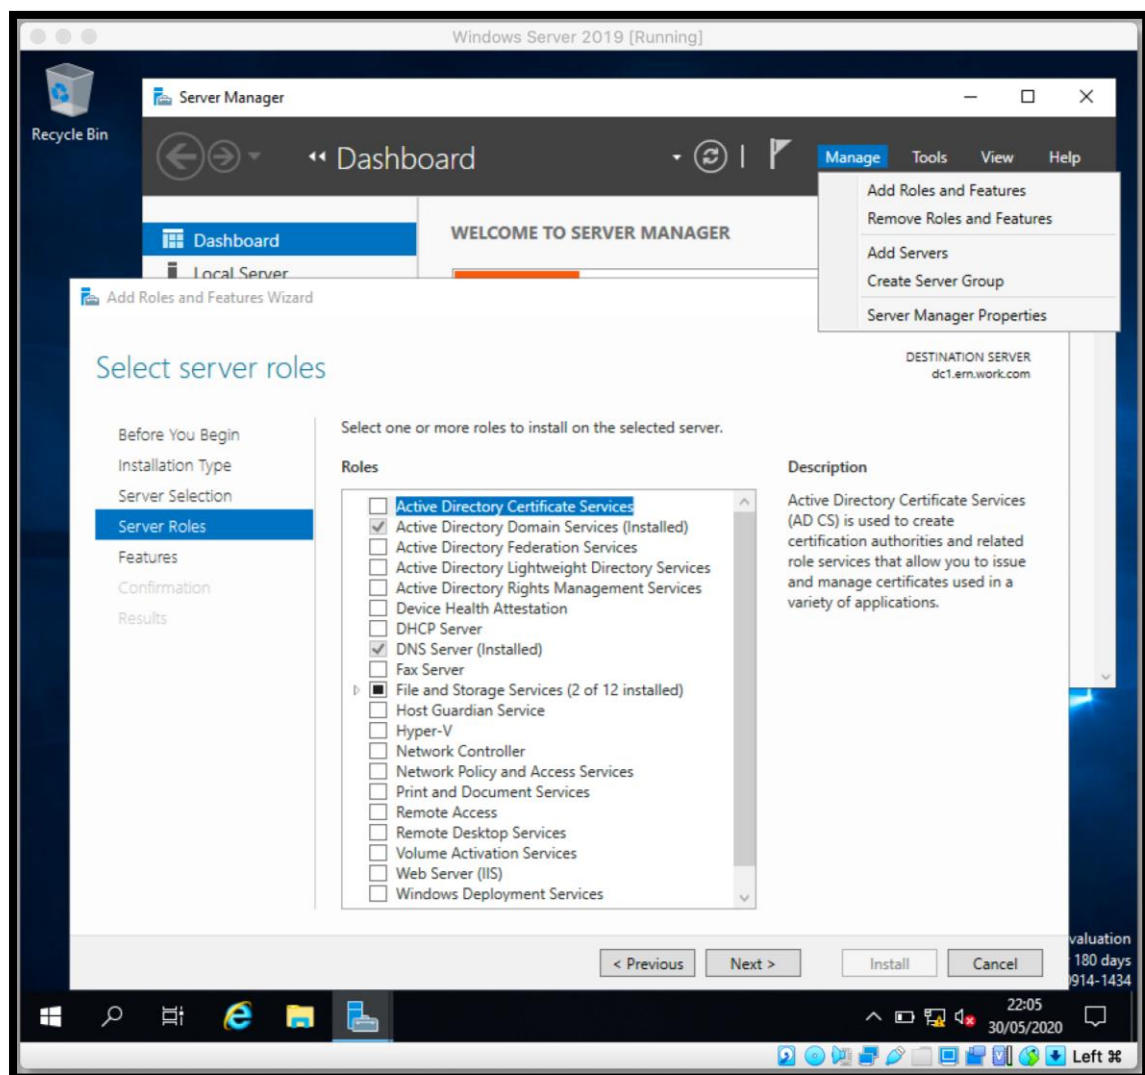 Windows Server 2019 [Running]
Recycle Bin
Server Manager
Dashboard
Manage Tools View Help
Add Roles and Features
Remove Roles and Features
Add Servers
Create Server Group
Server Manager Properties
Dashboard
Local Server
WELCOME TO SERVER MANAGER
Add Roles and Features Wizard
Select server roles
DESTINATION SERVER
dc1.ern.work.com
Before You Begin
Installation Type
Server Selection
Server Roles
Features
Confirmation
Results
Select one or more roles to install on the selected server.
Roles
Active Directory Certificate Services
Active Directory Domain Services (Installed)
Active Directory Federation Services
Active Directory Lightweight Directory Services
Active Directory Rights Management Services
Device Health Attestation
DHCP Server
DNS Server (Installed)
Fax Server
File and Storage Services (2 of 12 installed)
Host Guardian Service
Hyper-V
Network Controller
Network Policy and Access Services
Print and Document Services
Remote Access
Remote Desktop Services
Volume Activation Services
Web Server (IIS)
Windows Deployment Services
Description
Active Directory Certificate Services
(AD CS) is used to create
certification authorities and related
role services that allow you to issue
and manage certificates used in a
variety of applications.
< Previous Next > Install Cancel
valuation
180 days
0914-1434
22:05
30/05/2020
Left ⌘